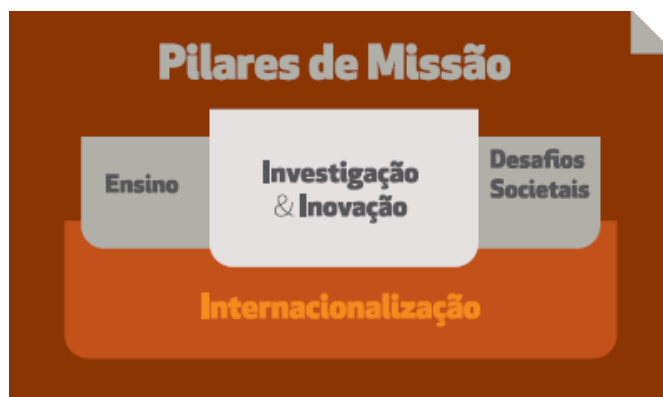 Pilares de Missão
Ensino
Investigação
& Inovação
Desafios
Societais
Internacionalização